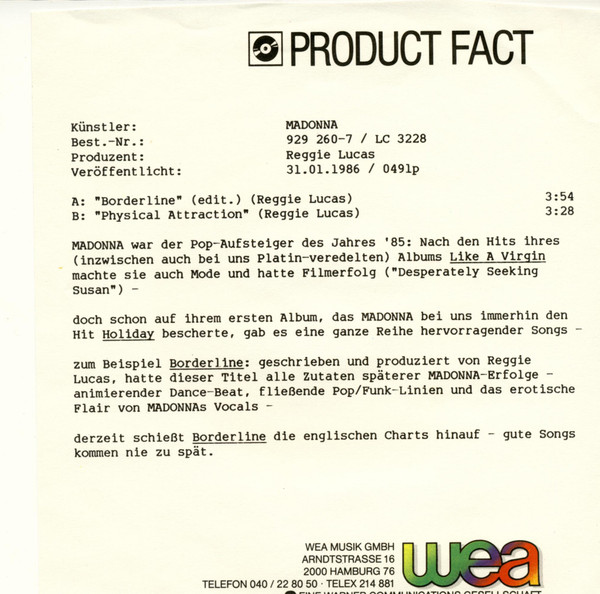 PRODUCT FACT
Künstler: MADONNA
Best.-Nr.: 929 260-7 / LC 3228
Produzent: Reggie Lucas
Veröffentlicht: 31.01.1986 / 0491p
A: "Borderline" (edit.) (Reggie Lucas) 3:54
B: "Physical Attraction" (Reggie Lucas) 3:28
MADONNA war der Pop-Aufsteiger des Jahres '85: Nach den Hits ihres
(inzwischen auch bei uns Platin-veredelten) Albums Like A Virgin
machte sie auch Mode und hatte Filmerfolg ("Desperately Seeking
Susan") -
doch schon auf ihrem ersten Album, das MADONNA bei uns immerhin den
Hit Holiday bescherte, gab es eine ganze Reihe hervorragender Songs -
zum Beispiel Borderline: geschrieben und produziert von Reggie
Lucas, hatte dieser Titel alle Zutaten späterer MADONNA-Erfolge -
animierender Dance-Beat, fließende Pop/Funk-Linien und das erotische
Flair von MADONNAs Vocals -
derzeit schießt Borderline die englischen Charts hinauf - gute Songs
kommen nie zu spät.
WEA MUSIK GMBH
ARNDTSTRASSE 16
2000 HAMBURG 76
TELEFON 040 / 22 80 50 · TELEX 214 881
wea
EINE WARNER COMMUNICATIONS GESELLSCHAFT